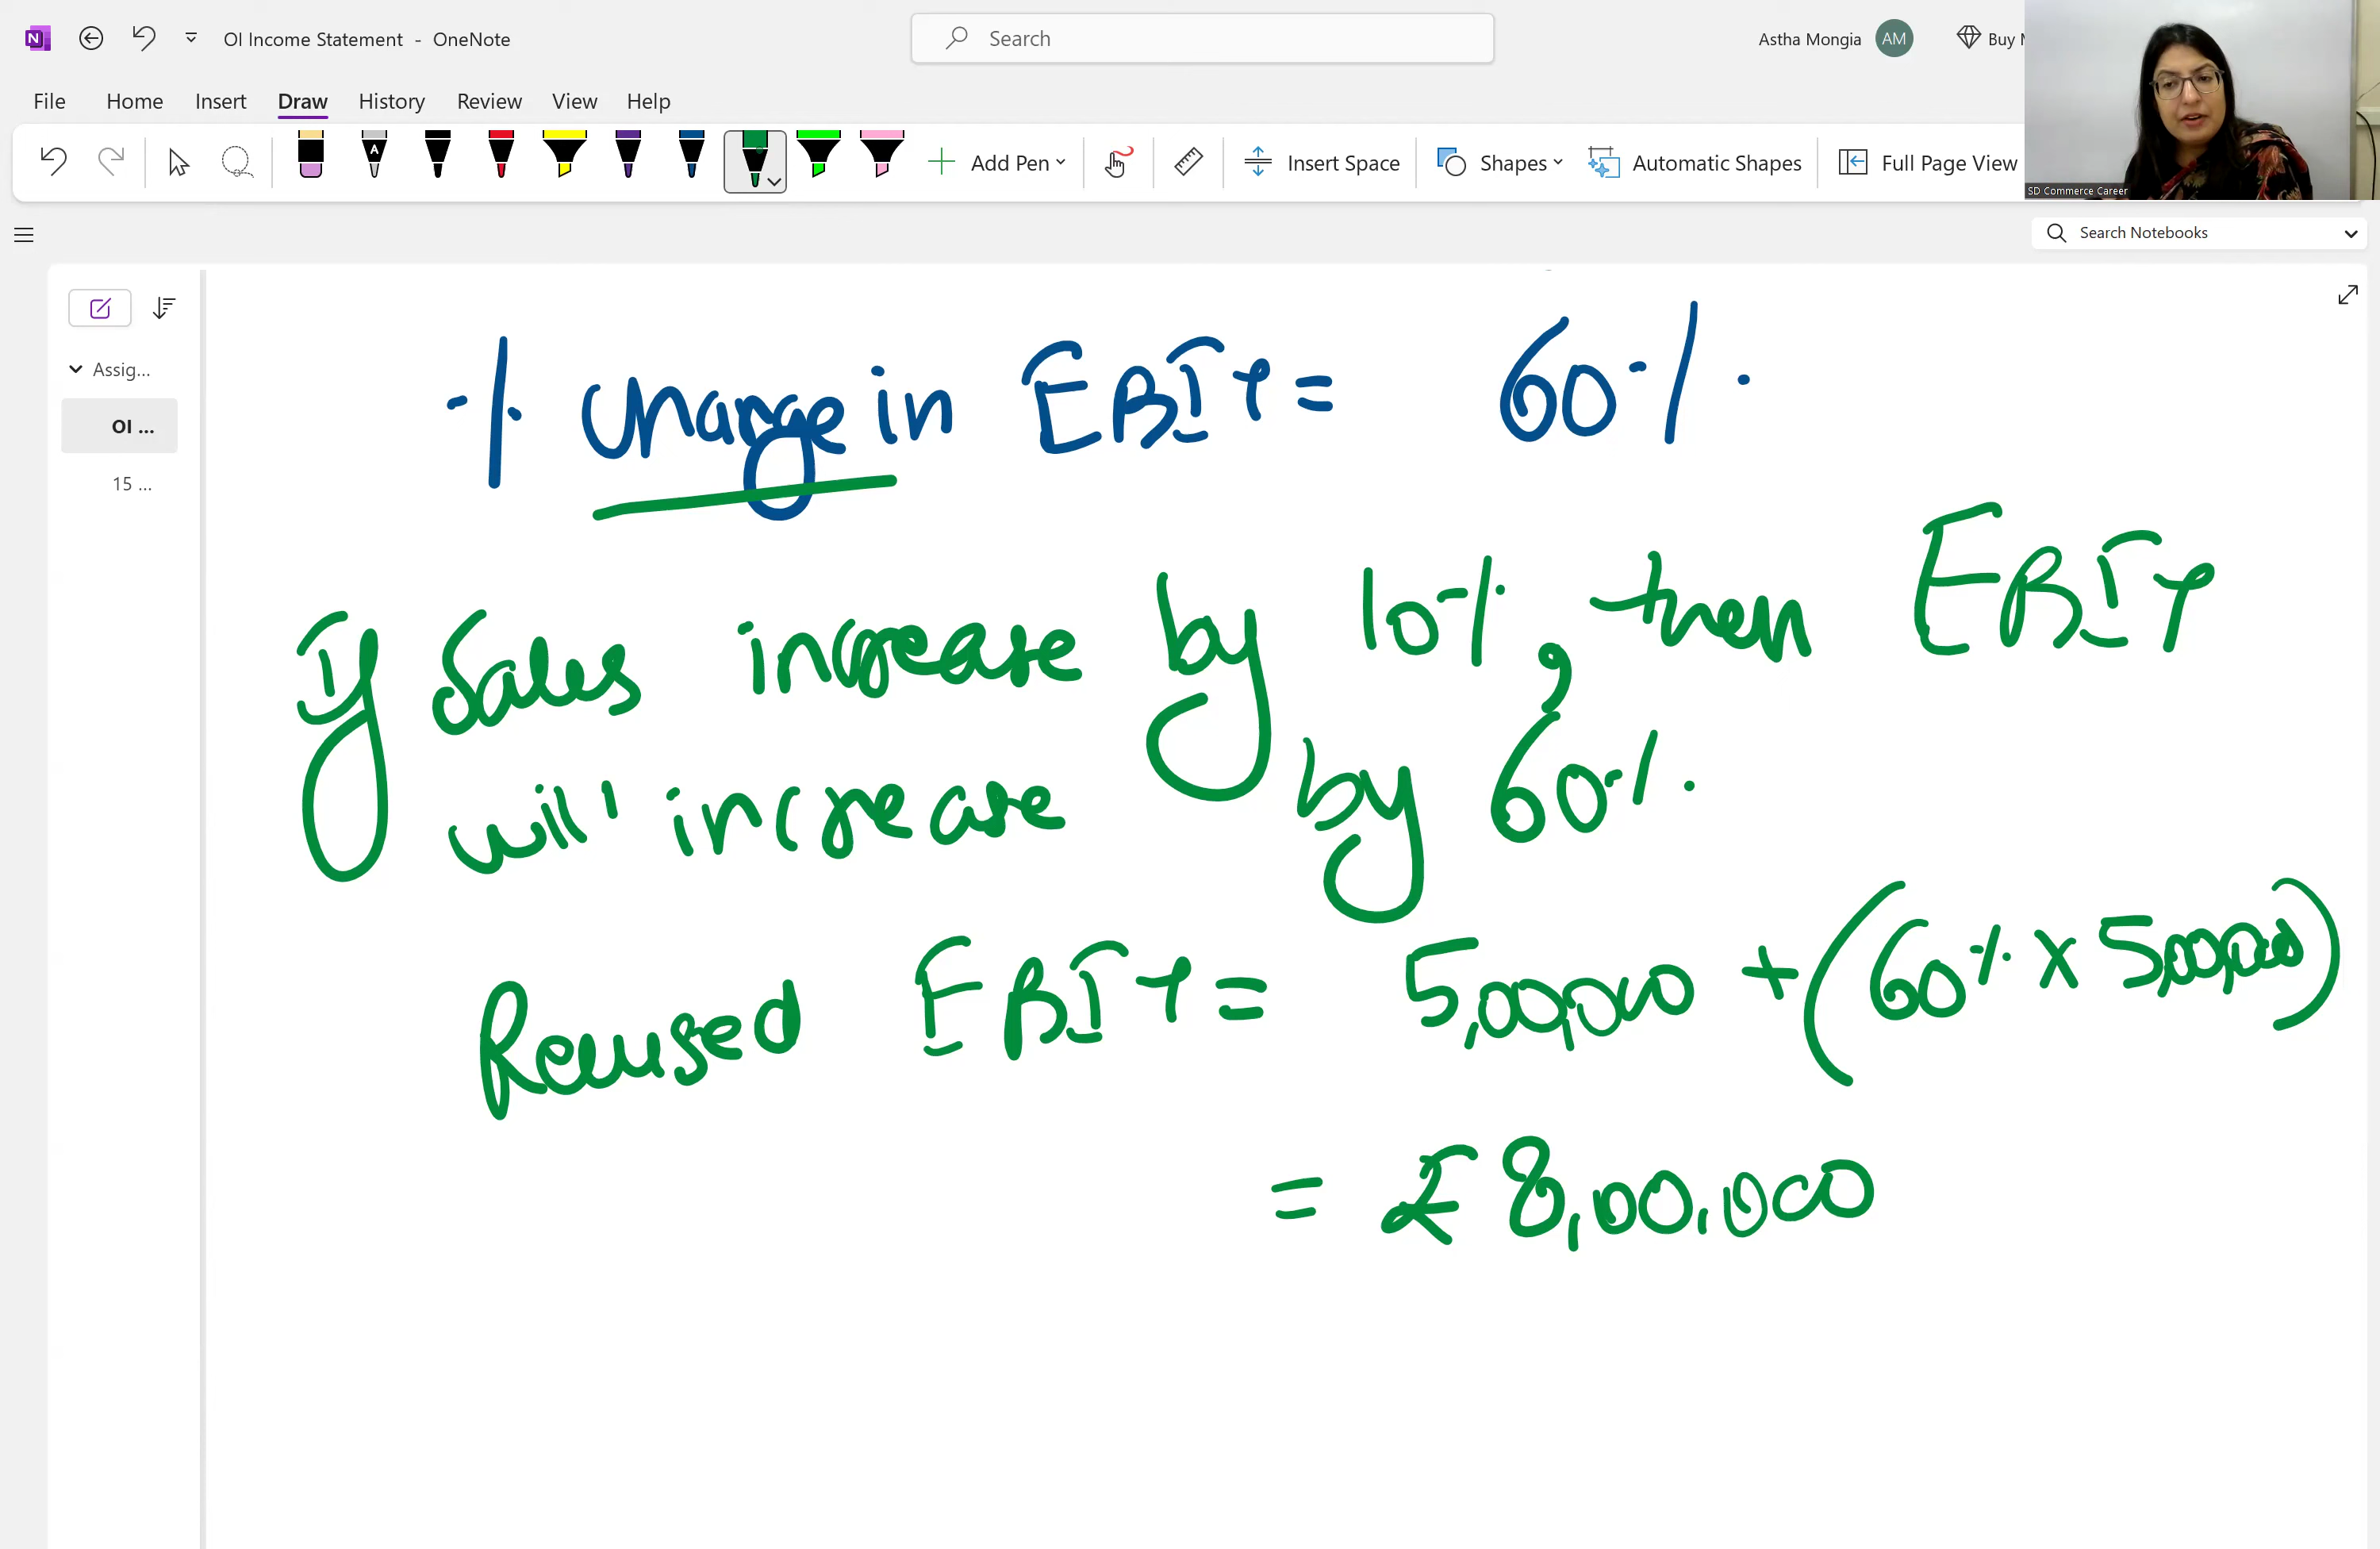 OI Income Statement - OneNote
Search
Astha Mongia AM
Buy
File Home Insert Draw History Review View Help
A
Add Pen
Insert Space
Shapes
Automatic Shapes
Full Page View
SD Commerce Career
Search Notebooks
Assig...
OI ...
15 ...
% change in EBIT = 60%.
if sales increase by 10%, then EBIT
will increase by 60%.
Revised EBIT = 5,00,000 + (60% x 5,00,000)
= ₤ 8,00,000